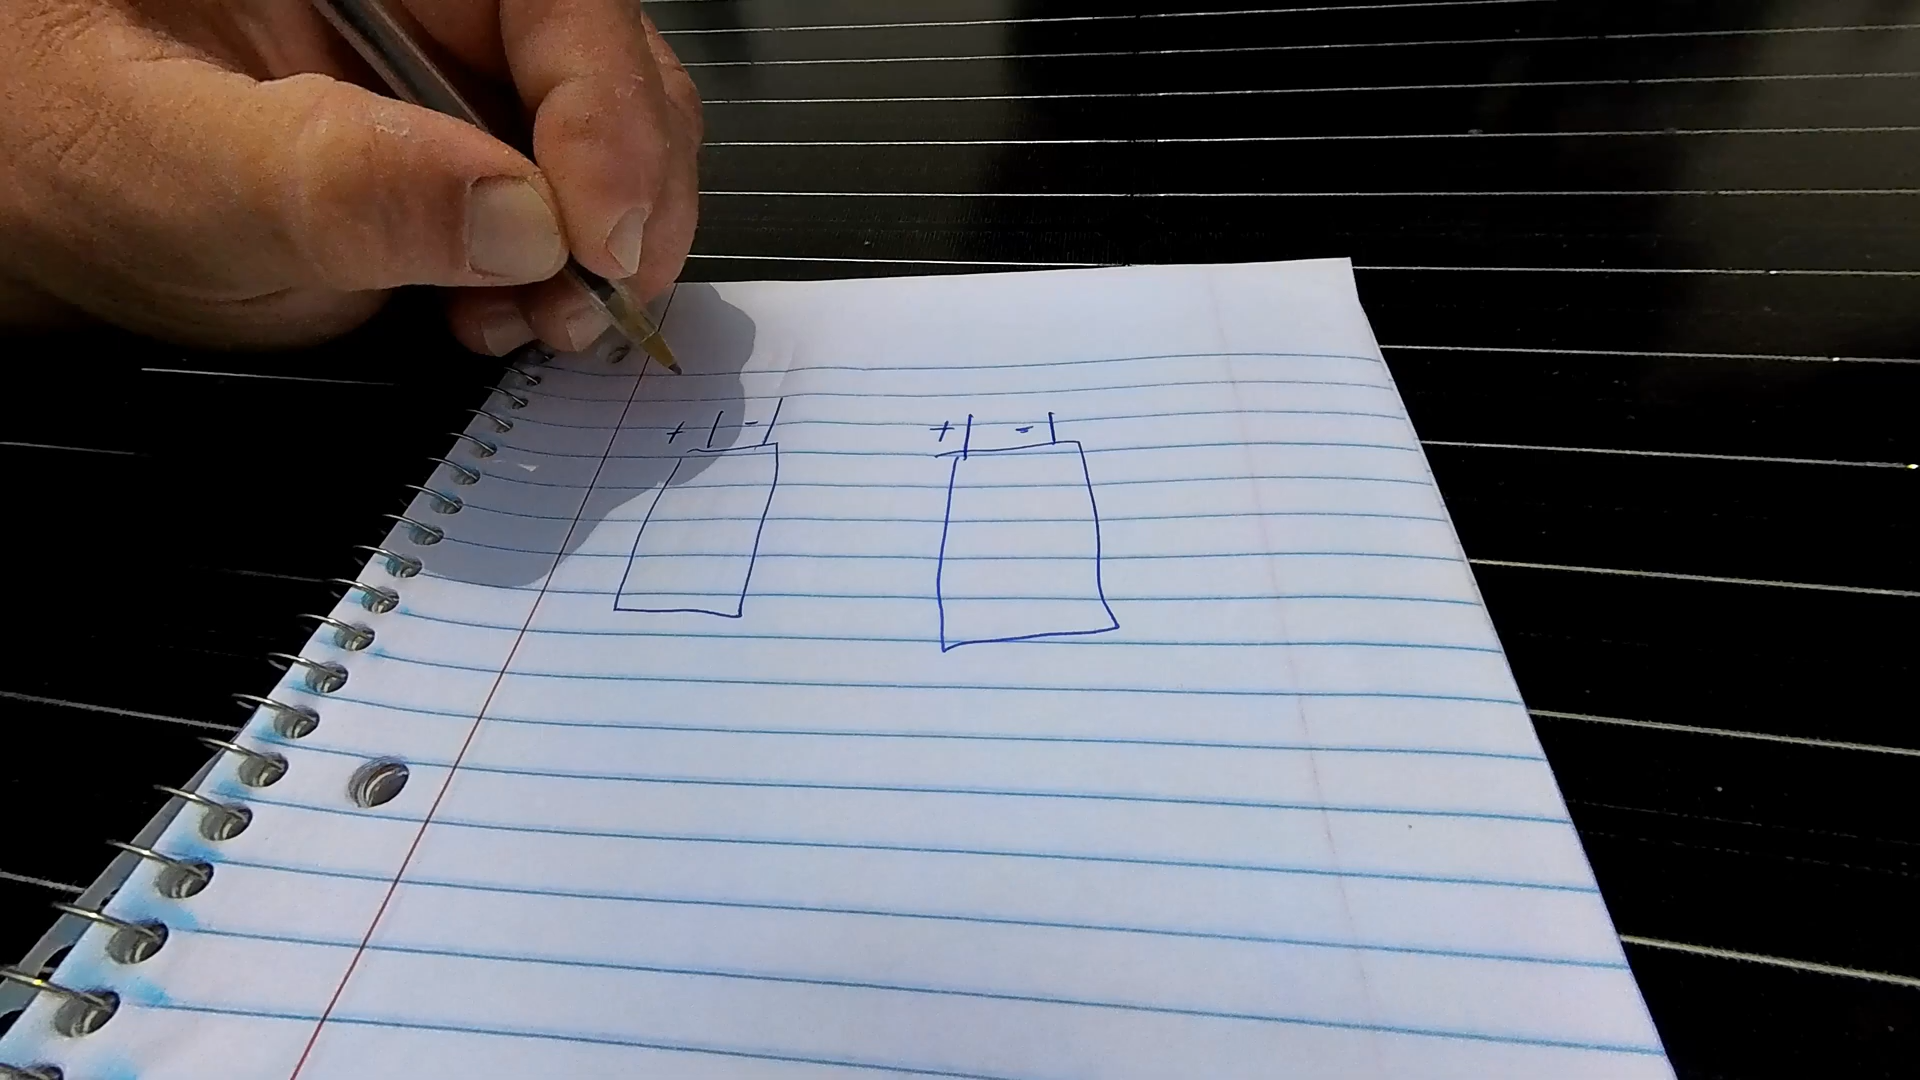 + - + -